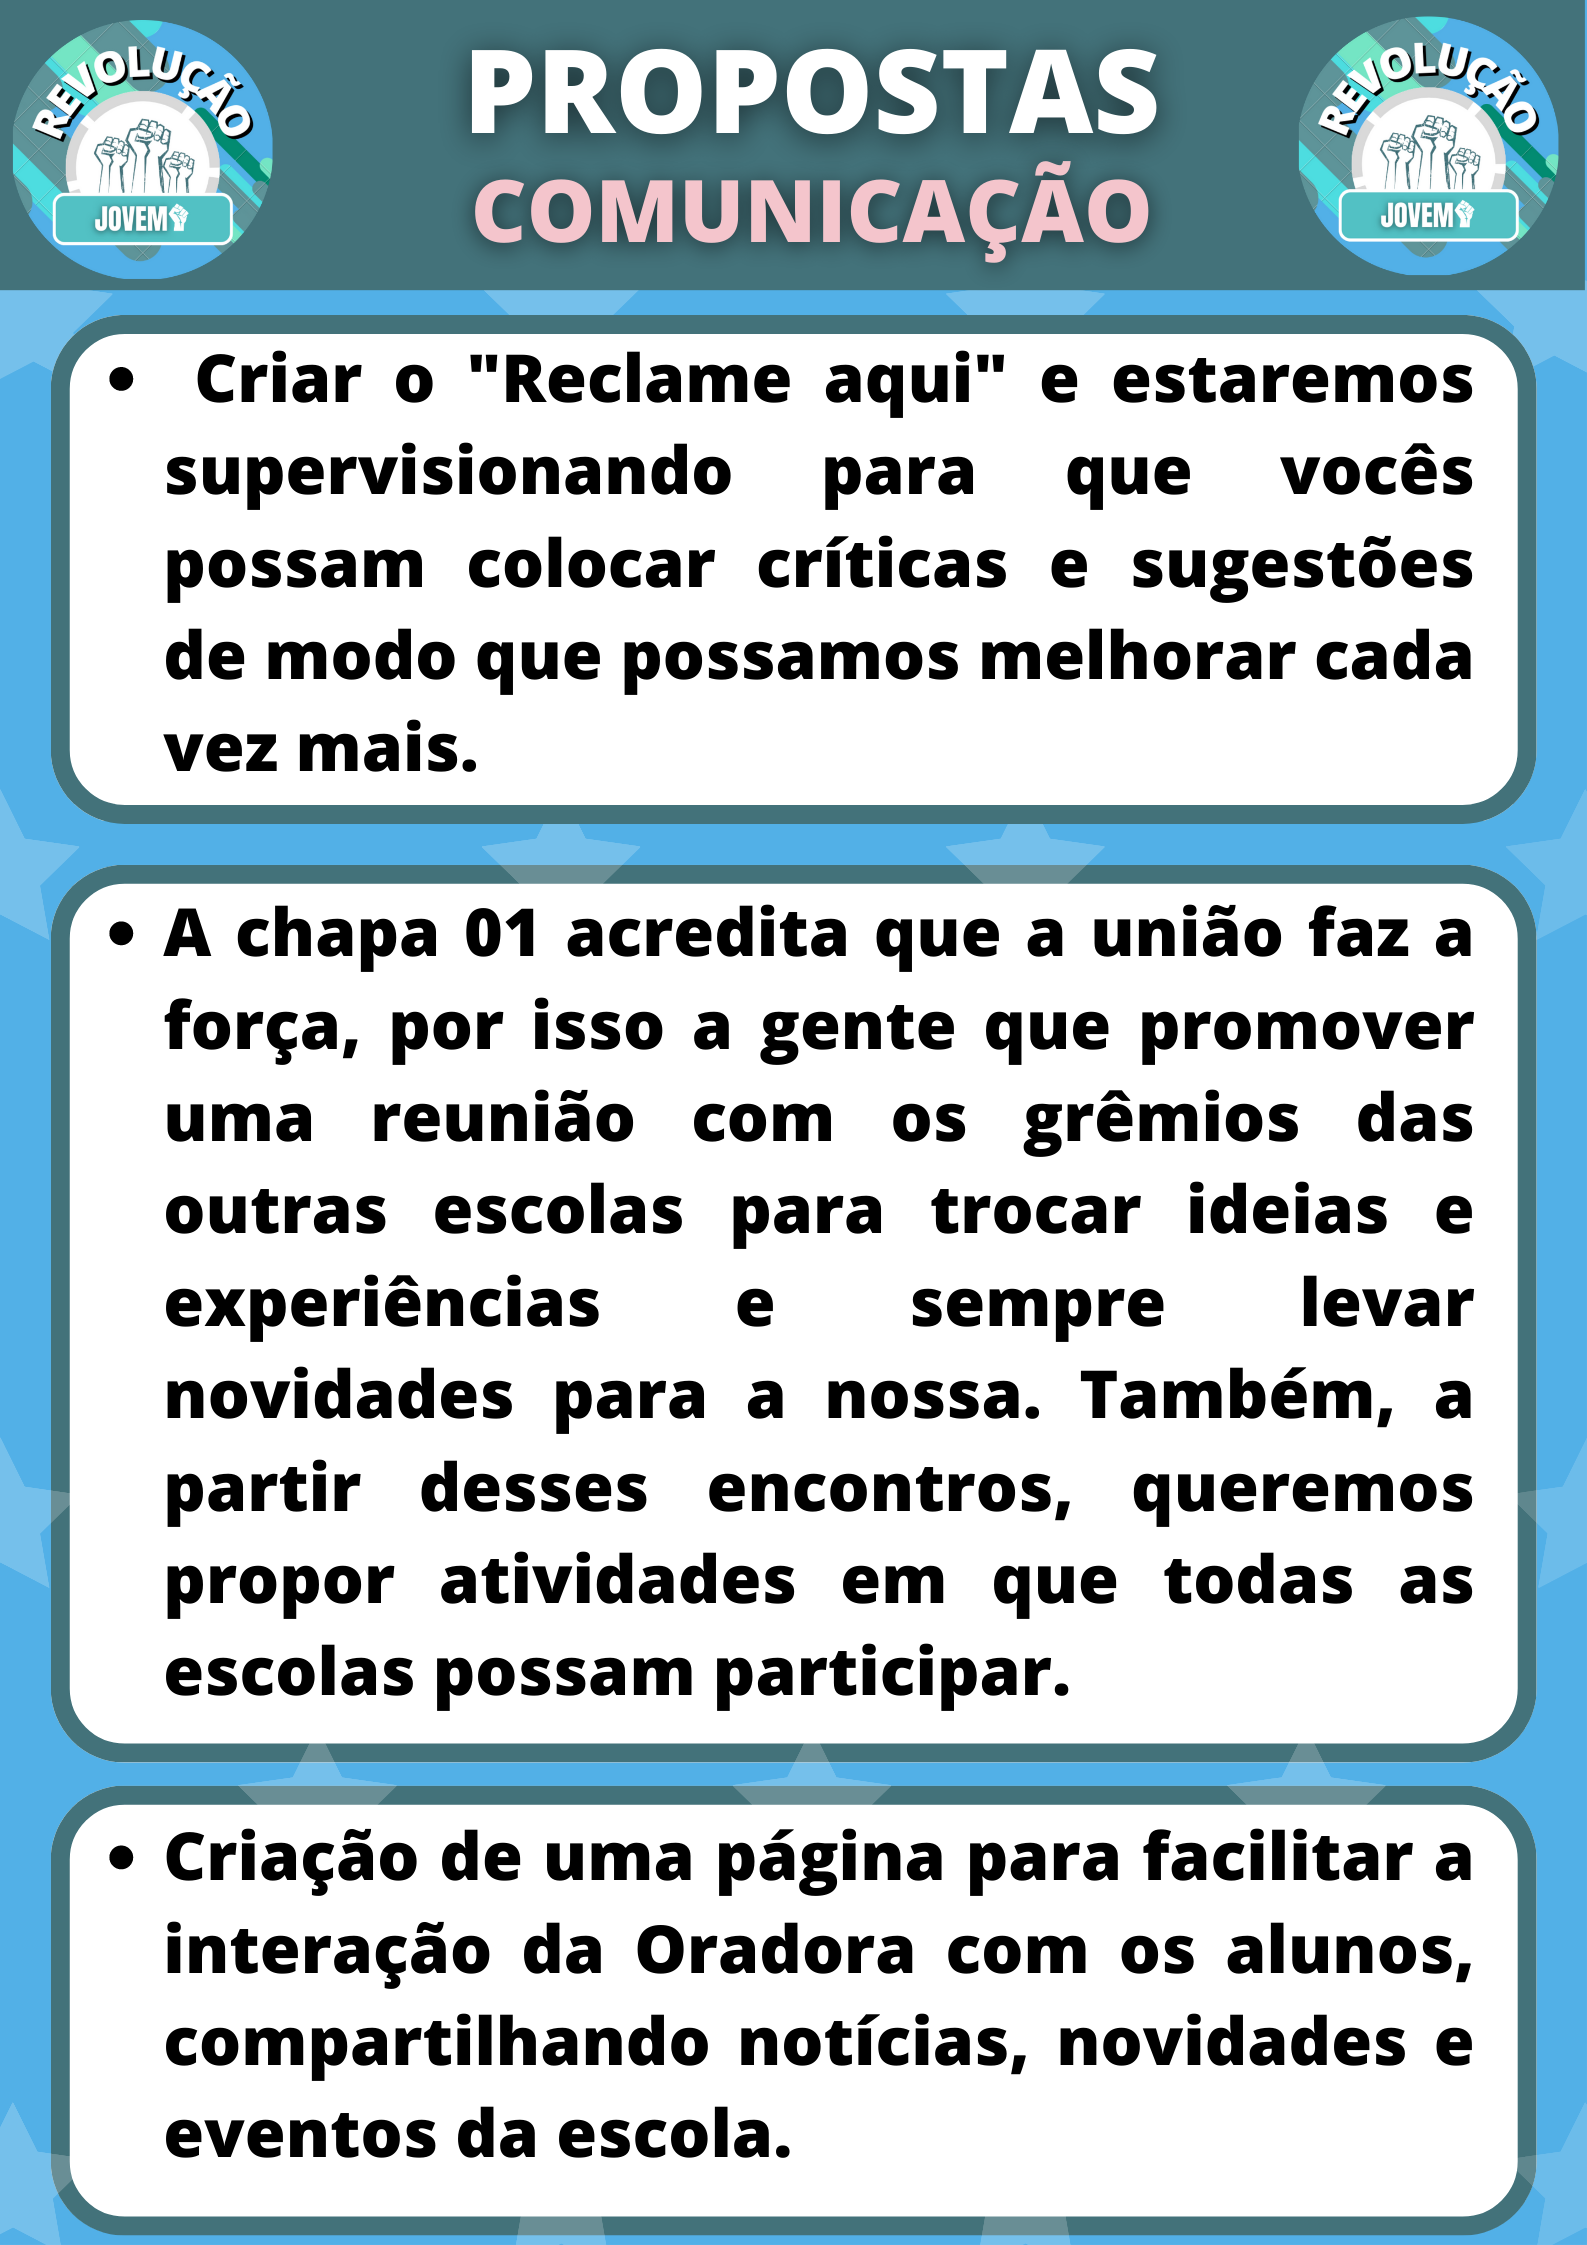 REVOLUÇÃO
JOVEM
PROPOSTAS
COMUNICAÇÃO
REVOLUÇÃO
JOVEM
• Criar o "Reclame aqui" e estaremos
supervisionando para que vocês
possam colocar críticas e sugestões
de modo que possamos melhorar cada
vez mais.
• A chapa 01 acredita que a união faz a
força, por isso a gente que promover
uma reunião com os grêmios das
outras escolas para trocar ideias e
experiências e sempre levar
novidades para a nossa. Também, a
partir desses encontros, queremos
propor atividades em que todas as
escolas possam participar.
• Criação de uma página para facilitar a
interação da Oradora com os alunos,
compartilhando notícias, novidades e
eventos da escola.